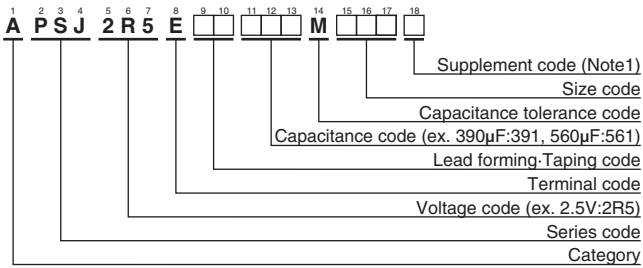 1 2 3 4 5 6 7 8 9 10 11 12 13 14 15 16 17 18
A PSJ 2R5 E M
Supplement code (Note1)
Size code
Capacitance tolerance code
Capacitance code (ex. 390μF:391, 560μF:561)
Lead forming·Taping code
Terminal code
Voltage code (ex. 2.5V:2R5)
Series code
Category